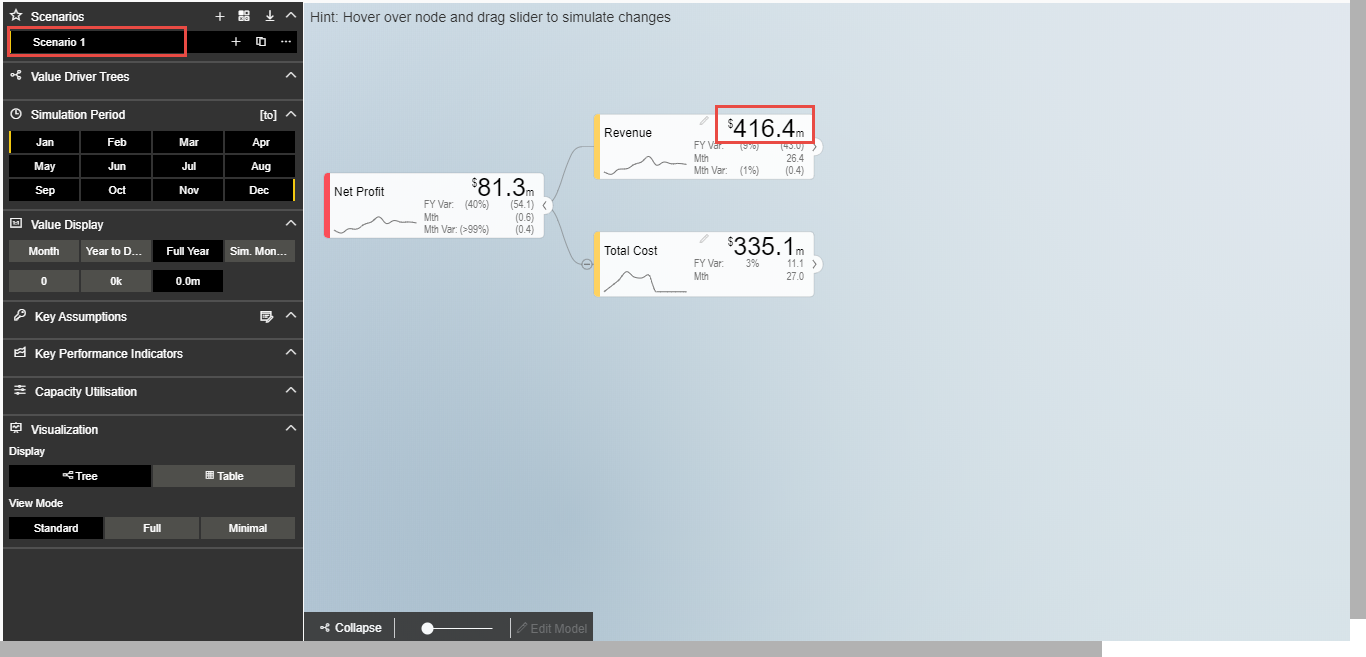 Scenarios
Scenario 1
Value Driver Trees
Simulation Period [to]
Jan Feb Mar Apr
May Jun Jul Aug
Sep Oct Nov Dec
Value Display
Month Year to D... Full Year Sim. Mon...
0 0k 0.0m
Key Assumptions
Key Performance Indicators
Capacity Utilisation
Visualization
Display
Tree Table
View Mode
Standard Full Minimal
Hint: Hover over node and drag slider to simulate changes
Net Profit $81.3m
FY Var: (40%) (54.1)
Mth (0.6)
Mth Var: (>99%) (0.4)
Revenue $416.4m
FY Var: (9%) (43.0)
Mth 26.4
Mth Var: (1%) (0.4)
Total Cost $335.1m
FY Var: 3% 11.1
Mth 27.0
Collapse Edit Model